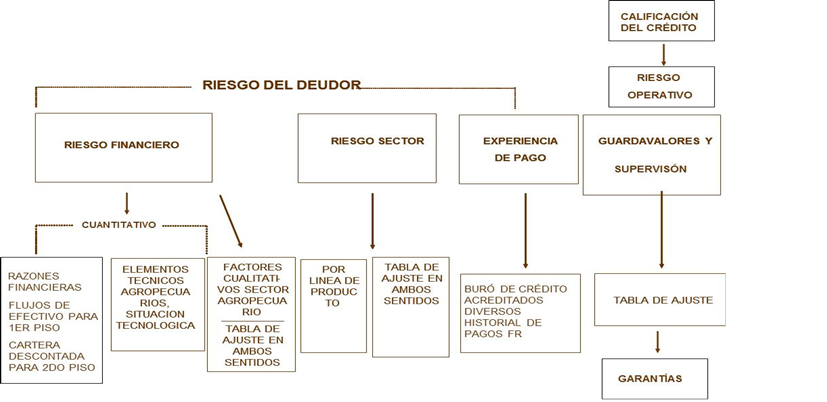 CALIFICACIÓN
DEL CRÉDITO
RIESGO
OPERATIVO
RIESGO DEL DEUDOR
RIESGO FINANCIERO
RIESGO SECTOR
EXPERIENCIA
DE PAGO
GUARDAVALORES Y
SUPERVISÓN
CUANTITATIVO
RAZONES
FINANCIERAS
FLUJOS DE
EFECTIVO PARA
1ER PISO
CARTERA
DESCONTADA
PARA 2DO PISO
ELEMENTOS
TECNICOS
AGROPECUA
RIOS,
SITUACION
TECNOLOGICA
FACTORES
CUALITATI-
VOS SECTOR
AGROPECUA
RIO
TABLA DE
AJUSTE EN
AMBOS
SENTIDOS
POR
LINEA DE
PRODUC
TO
TABLA DE
AJUSTE EN
AMBOS
SENTIDOS
BURÓ DE CRÉDITO
ACREDITADOS
DIVERSOS
HISTORIAL DE
PAGOS FR
TABLA DE AJUSTE
GARANTÍAS